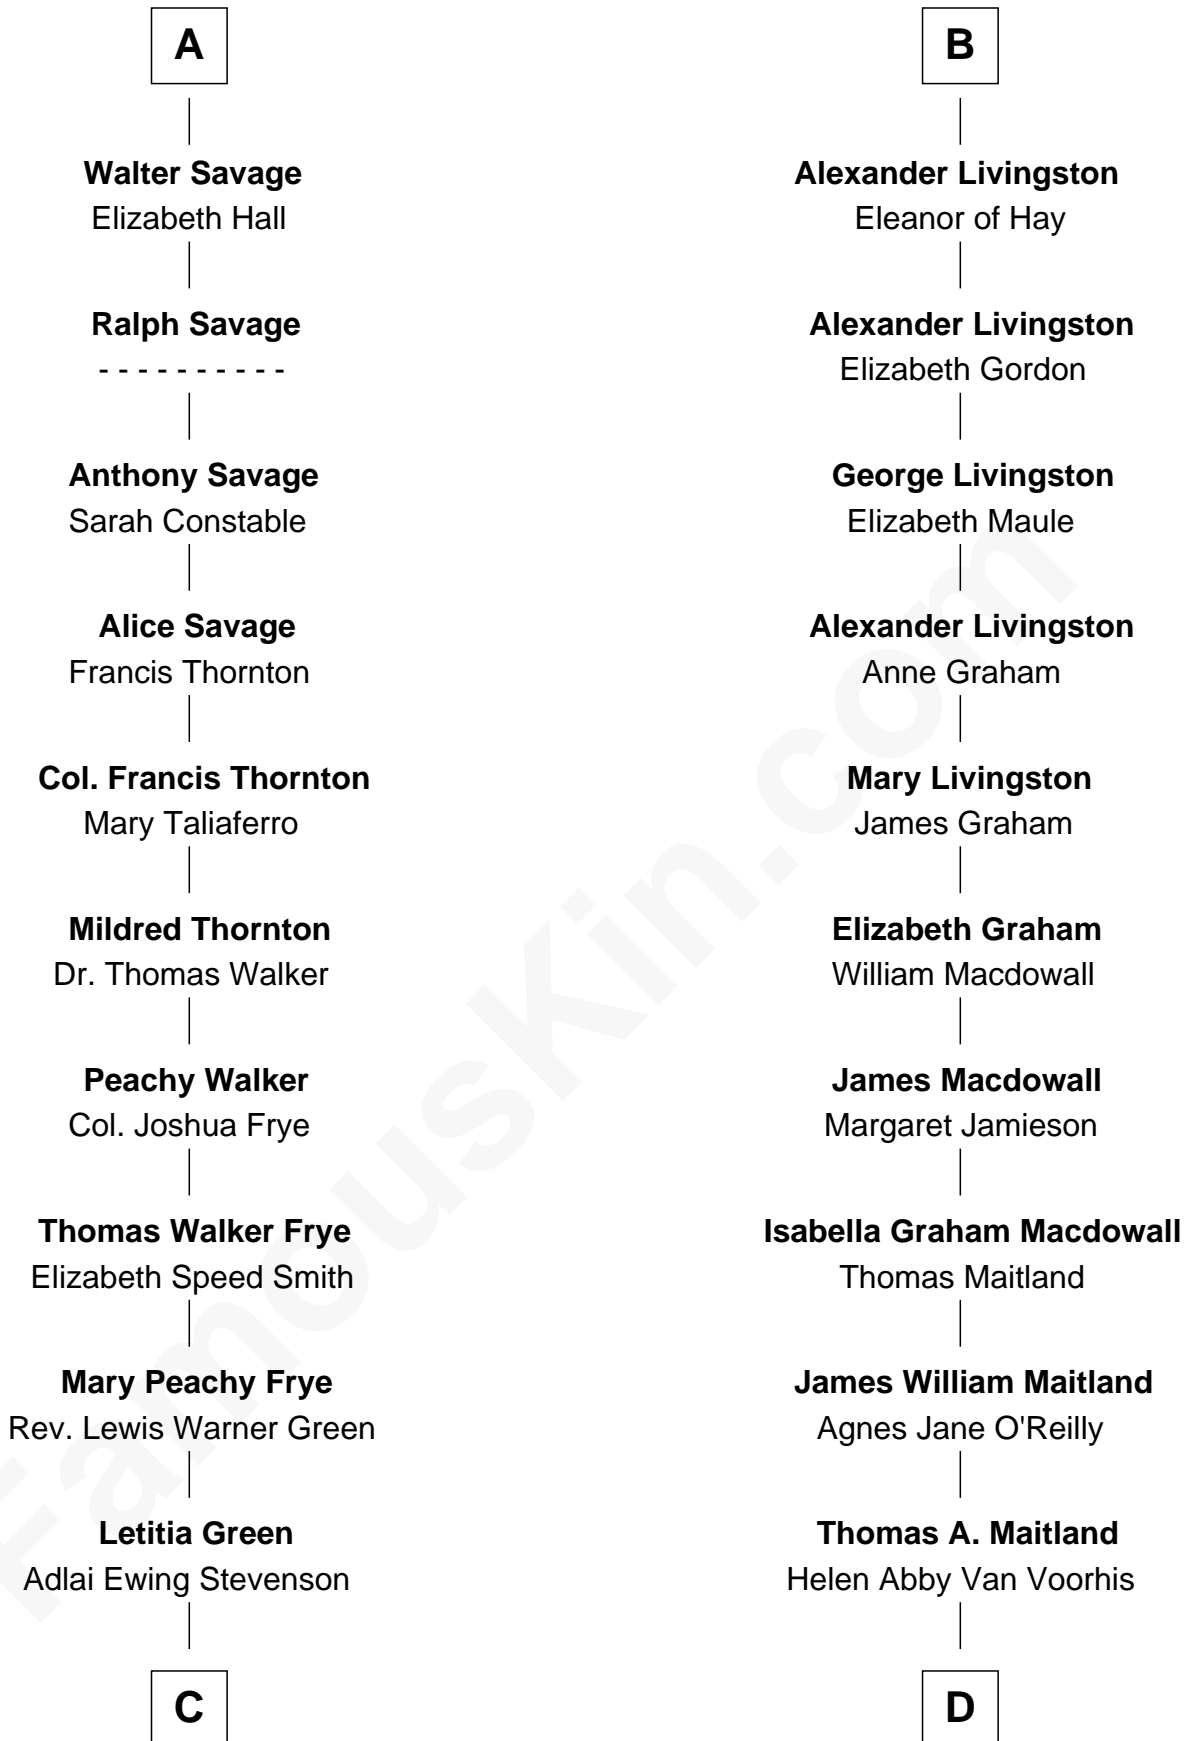 A
Walter Savage
Elizabeth Hall
Ralph Savage
- - - - - - - - - -
Anthony Savage
Sarah Constable
Alice Savage
Francis Thornton
Col. Francis Thornton
Mary Taliaferro
Mildred Thornton
Dr. Thomas Walker
Peachy Walker
Col. Joshua Frye
Thomas Walker Frye
Elizabeth Speed Smith
Mary Peachy Frye
Rev. Lewis Warner Green
Letitia Green
Adlai Ewing Stevenson
C
B
Alexander Livingston
Eleanor of Hay
Alexander Livingston
Elizabeth Gordon
George Livingston
Elizabeth Maule
Alexander Livingston
Anne Graham
Mary Livingston
James Graham
Elizabeth Graham
William Macdowall
James Macdowall
Margaret Jamieson
Isabella Graham Macdowall
Thomas Maitland
James William Maitland
Agnes Jane O'Reilly
Thomas A. Maitland
Helen Abby Van Voorhis
D
FamousKin.com